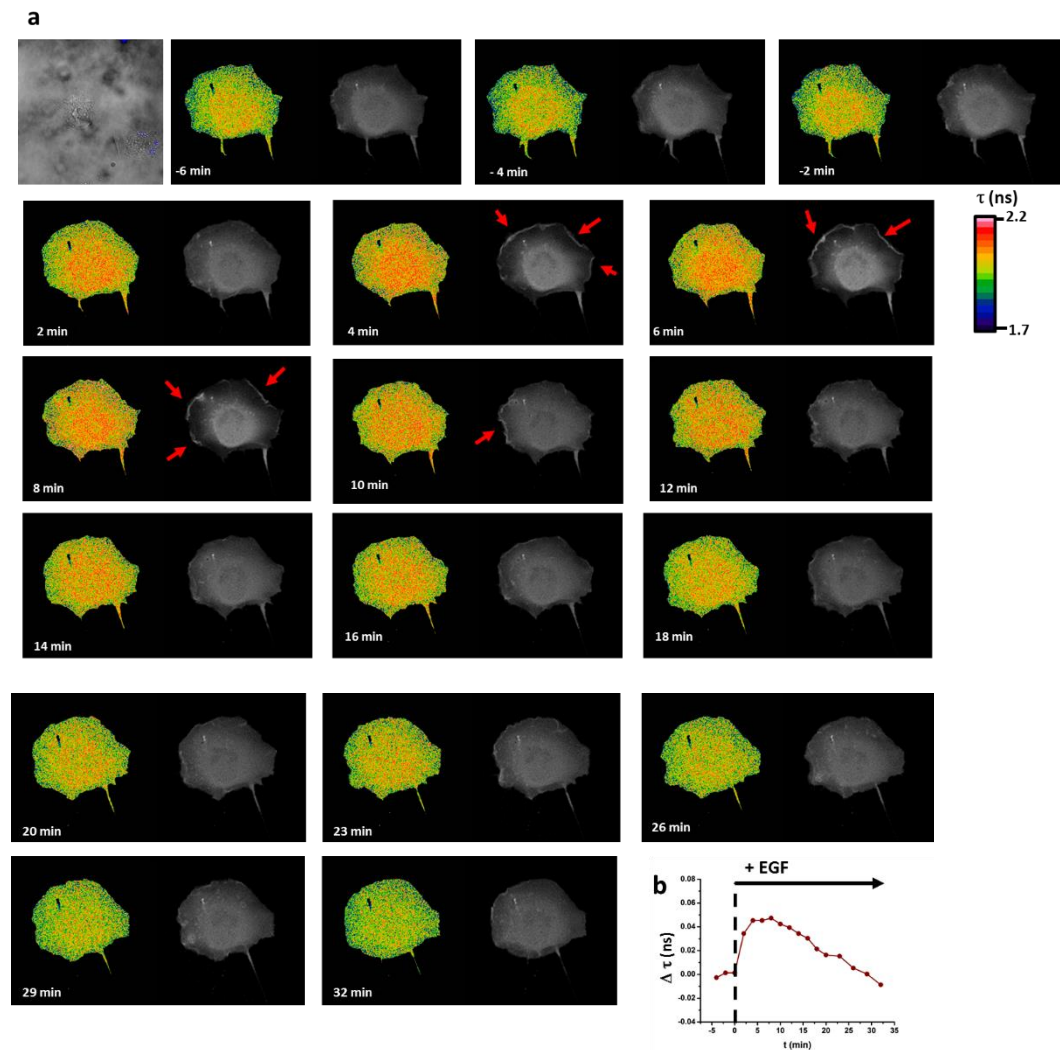 a
-6 min
- 4 min
-2 min
τ (ns)
2.2
1.7
2 min
4 min
6 min
8 min
10 min
12 min
14 min
16 min
18 min
20 min
23 min
26 min
29 min
32 min
b
+ EGF
0.08
0.06
0.04
0.02
0.00
-0.02
-0.04
Δ τ (ns)
-5 0 5 10 15 20 25 30 35
t (min)